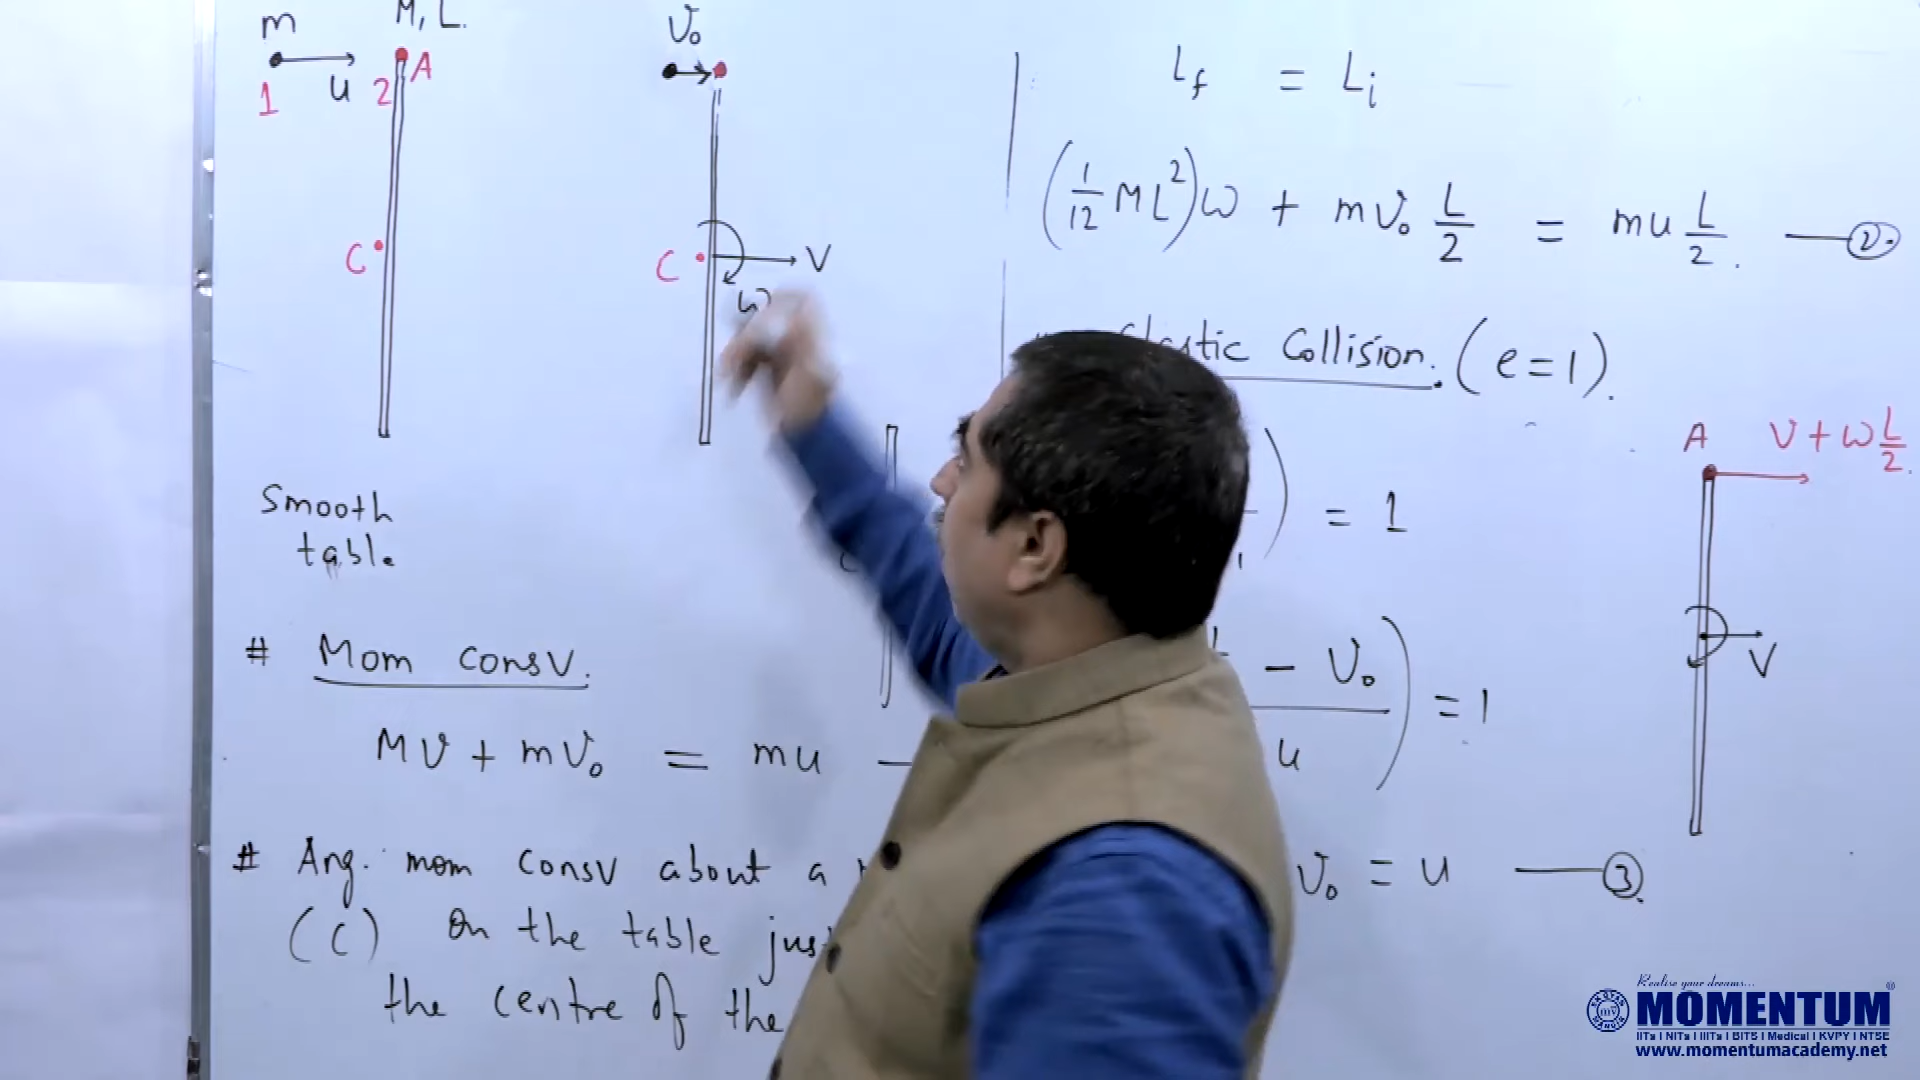 m
M, L.
1
u
2
A
C
Smooth
table.
v₀
C
V
ω
# Mom consv.
MV + mv₀ = mu —
# Ang. mom consv about a
(C) on the table jus
the centre of the
L_f = L_i
(1/12 ML²)ω + mv₀ L/2 = mu L/2. — 2.
Elastic Collision. (e=1).
) = 1
- v₀
u
) = 1
v₀ = u — 3.
A
V + ω L/2.
V
Realise your dreams...
MOMENTUM®
IITs | NITs | IIITs | BITS | Medical | KVPY | NTSE
www.momentumacademy.net